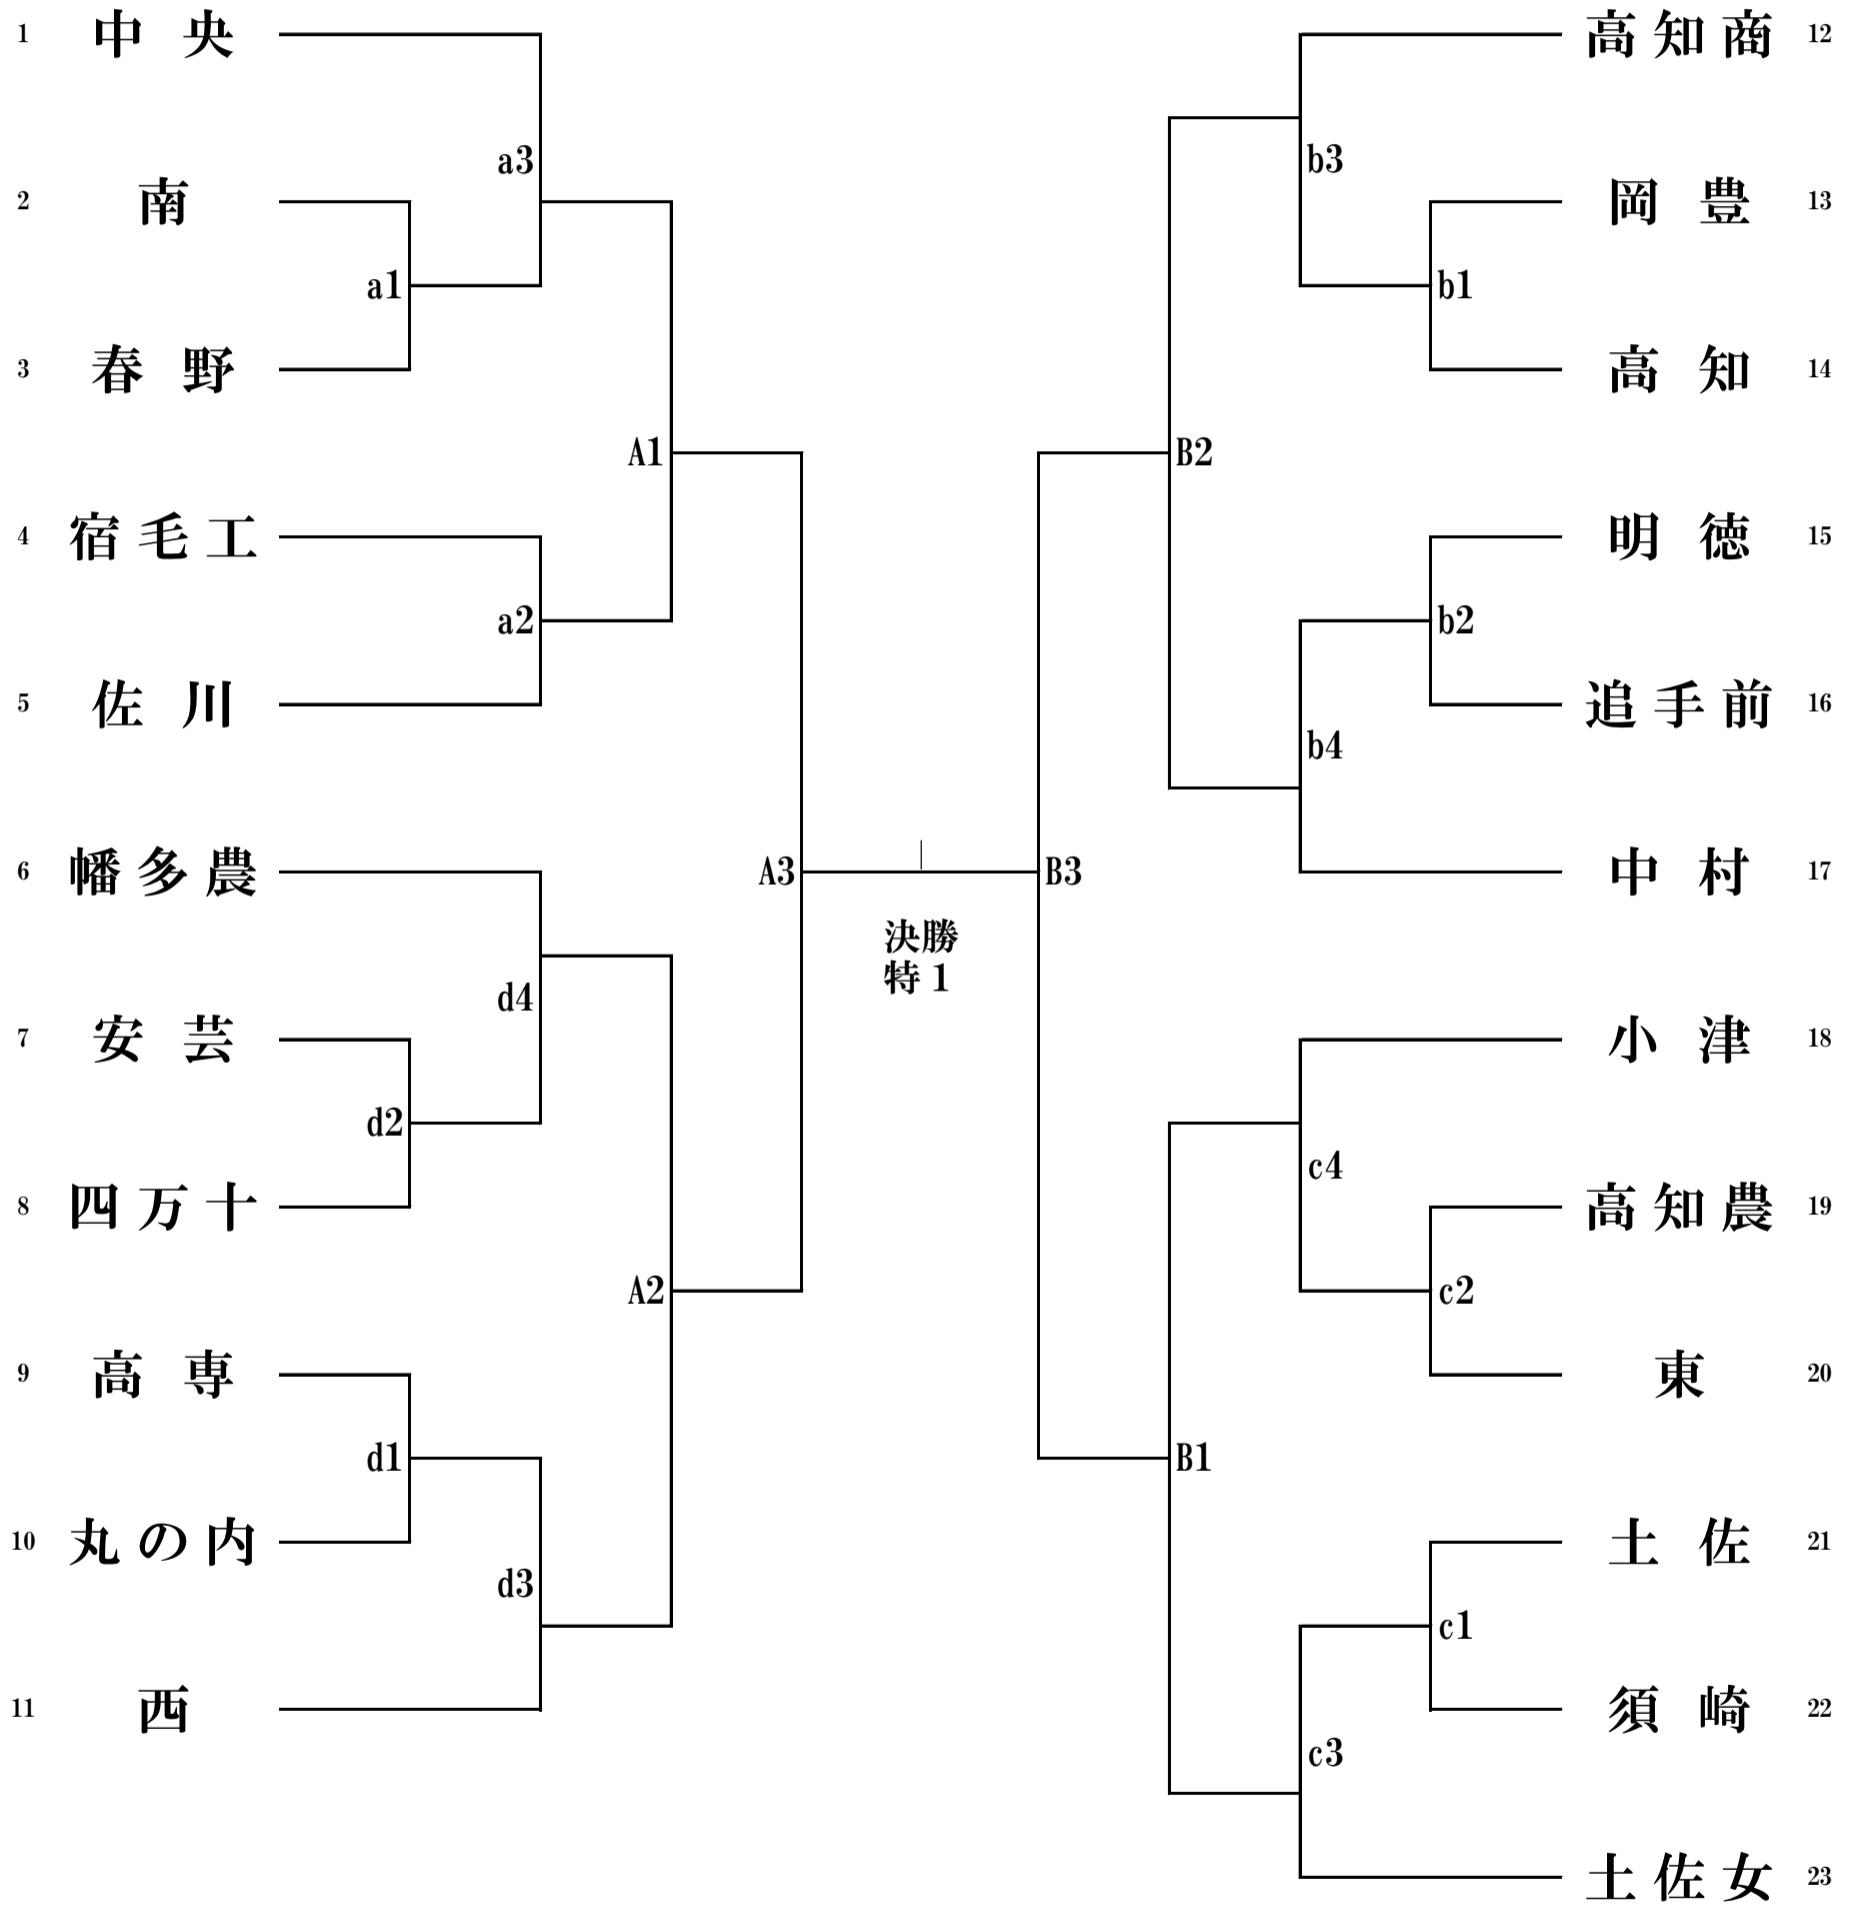 1 中央
2 南
3 春野
4 宿毛工
5 佐川
6 幡多農
7 安芸
8 四万十
9 高専
10 丸の内
11 西
a3
a1
A1
a2
A3
d4
d2
A2
d1
d3
決勝
特1
B3
b3
b1
B2
b2
b4
c4
c2
B1
c1
c3
高知商 12
岡豊 13
高知 14
明徳 15
追手前 16
中村 17
小津 18
高知農 19
東 20
土佐 21
須崎 22
土佐女 23